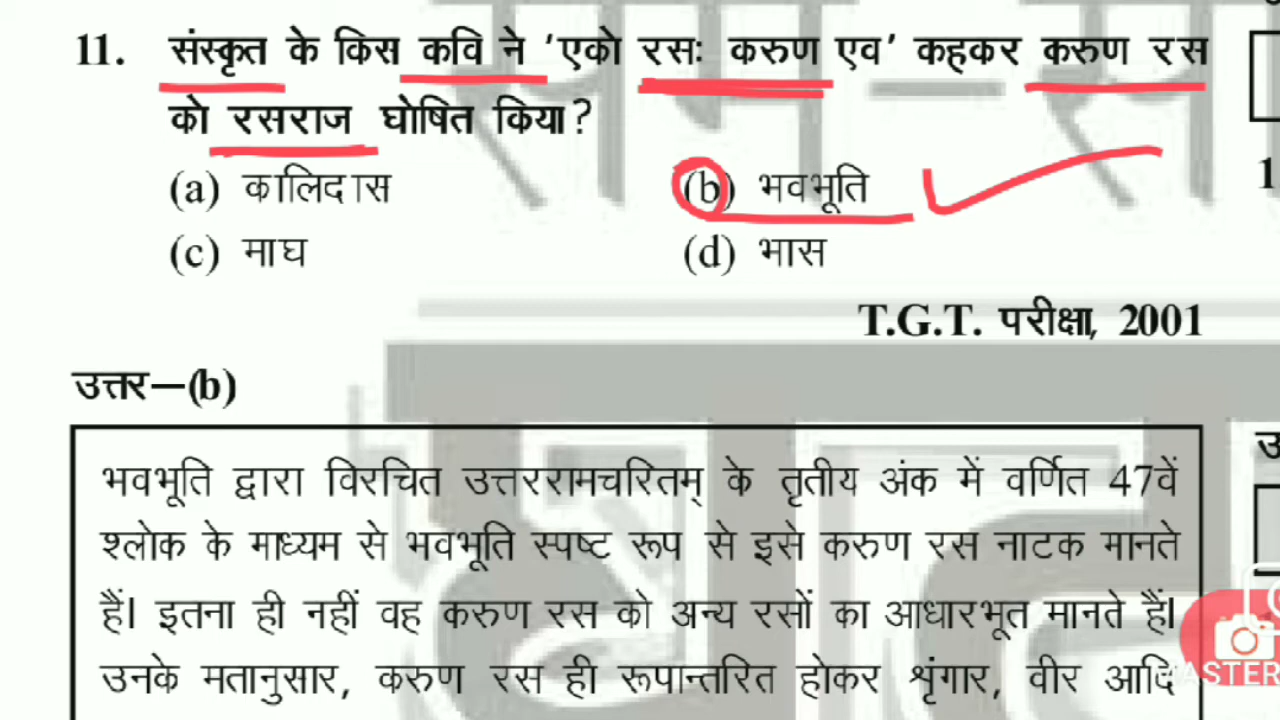 11. संस्कृत के किस कवि ने 'एको रसः करुण एव' कहकर करुण रस
को रसराज घोषित किया?
(a) कालिदास (b) भवभूति
(c) माघ (d) भास
T.G.T. परीक्षा, 2001
उत्तर—(b)
भवभूति द्वारा विरचित उत्तररामचरितम् के तृतीय अंक में वर्णित 47वें
श्लोक के माध्यम से भवभूति स्पष्ट रूप से इसे करुण रस नाटक मानते
हैं। इतना ही नहीं वह करुण रस को अन्य रसों का आधारभूत मानते हैं।
उनके मतानुसार, करुण रस ही रूपान्तरित होकर शृंगार, वीर आदि
1
उ
MASTER